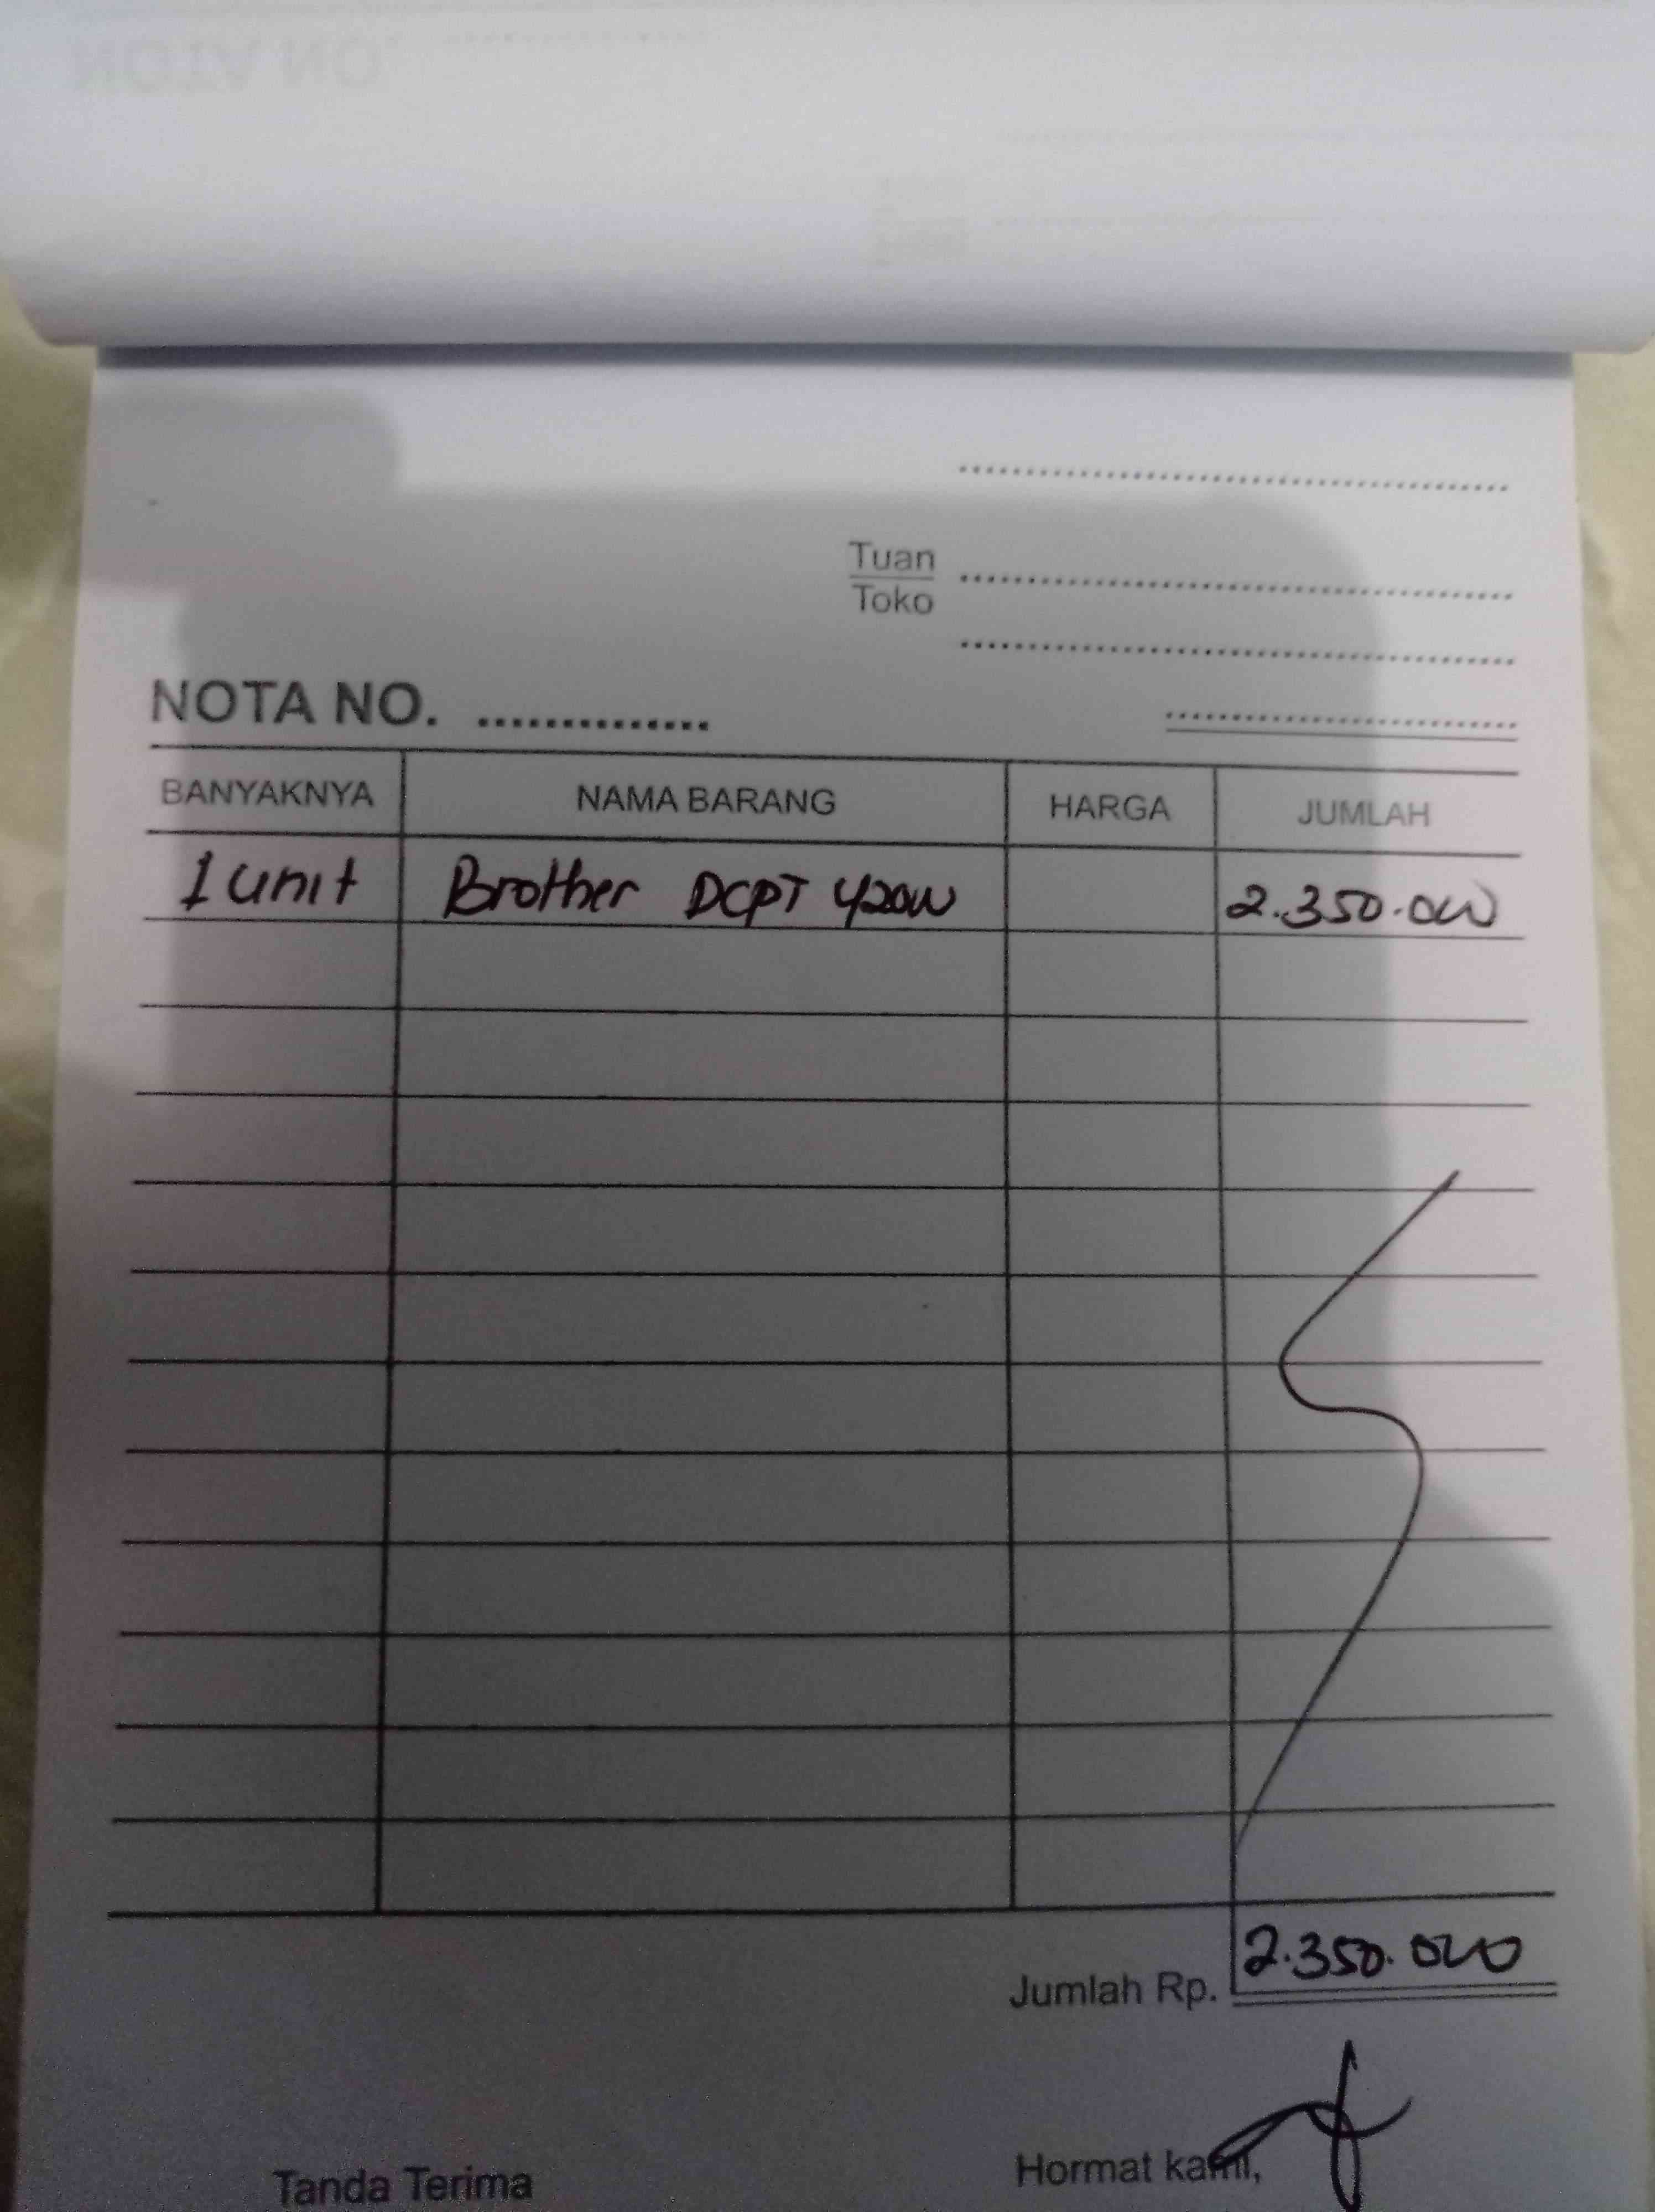 Tuan
Toko
NOTA NO.
BANYAKNYA NAMA BARANG HARGA JUMLAH
1 unit Brother DCPT 420W 2.350.000
Jumlah Rp. 2.350.000
Tanda Terima Hormat kami,